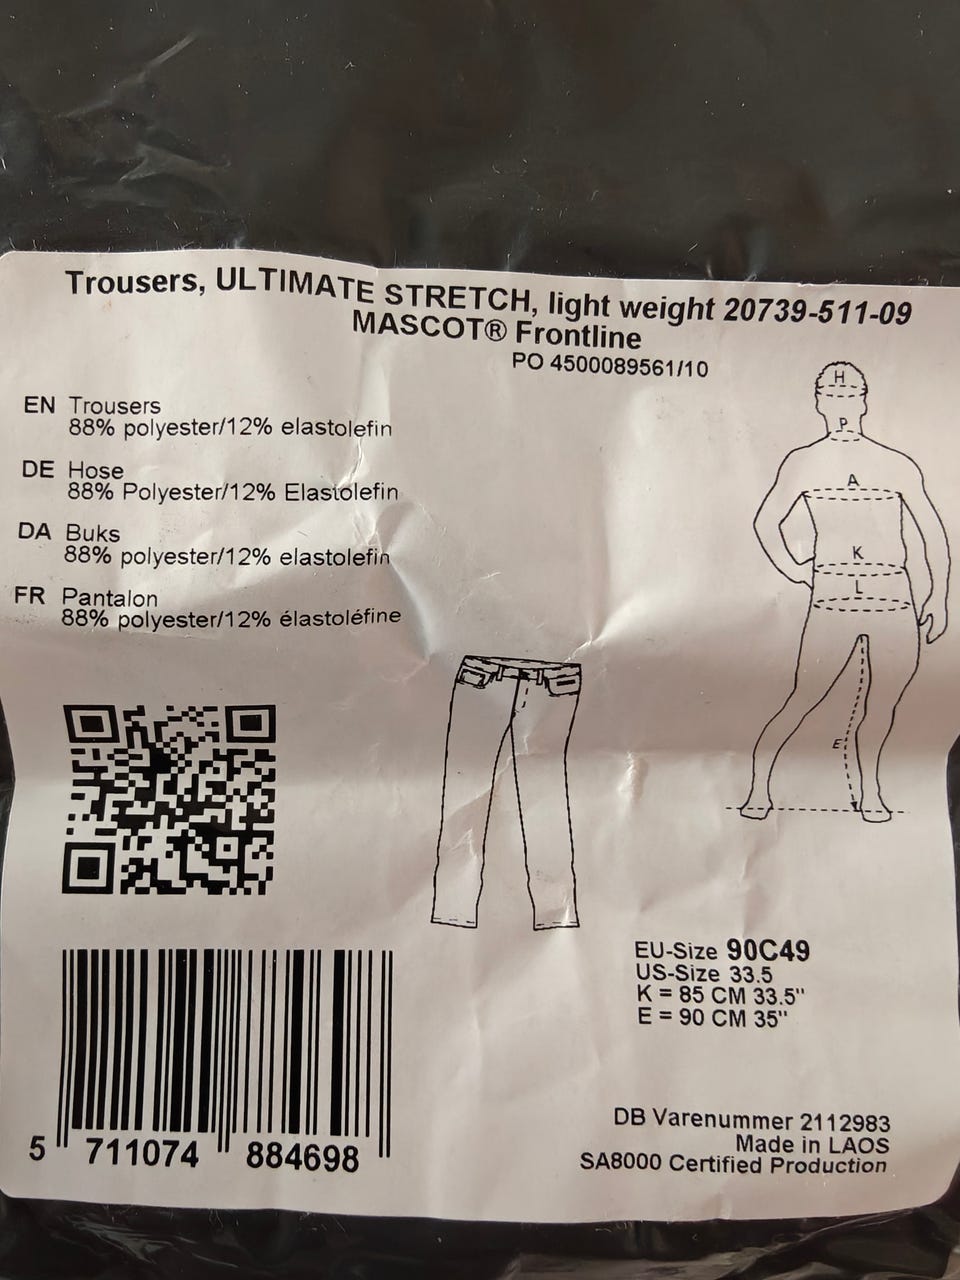 Trousers, ULTIMATE STRETCH, light weight 20739-511-09
MASCOT® Frontline
PO 4500089561/10
EN Trousers
88% polyester/12% elastolefin
DE Hose
88% Polyester/12% Elastolefin
DA Buks
88% polyester/12% elastolefin
FR Pantalon
88% polyester/12% élastoléfine
H
P
A
K
L
E
EU-Size 90C49
US-Size 33.5
K = 85 CM 33.5"
E = 90 CM 35"
5 711074 884698
DB Varenummer 2112983
Made in LAOS
SA8000 Certified Production